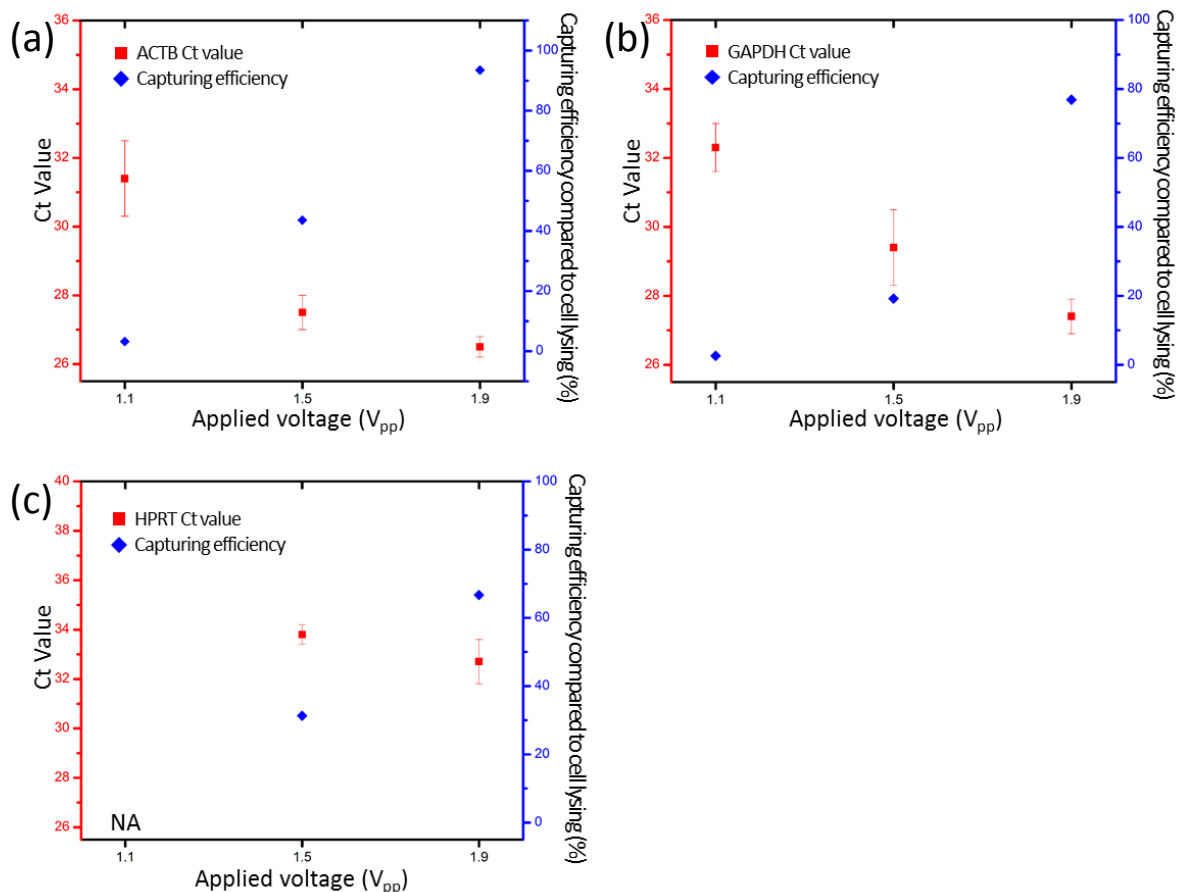 (a)
36
34
32
30
28
26
Ct Value
ACTB Ct value
Capturing efficiency
100
80
60
40
20
0
Capturing efficiency compared to cell lysing (%)
1.1
1.5
1.9
Applied voltage (Vpp)
(b)
36
34
32
30
28
26
Ct Value
GAPDH Ct value
Capturing efficiency
100
80
60
40
20
0
Capturing efficiency compared to cell lysing (%)
1.1
1.5
1.9
Applied voltage (Vpp)
(c)
40
38
36
34
32
30
28
26
Ct Value
HPRT Ct value
Capturing efficiency
NA
100
80
60
40
20
0
Capturing efficiency compared to cell lysing (%)
1.1
1.5
1.9
Applied voltage (Vpp)